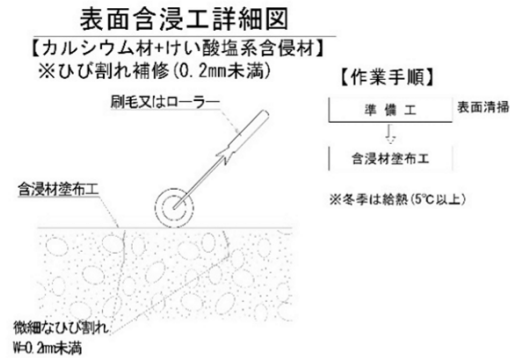 表面含浸工詳細図
【カルシウム材+けい酸塩系含侵材】
※ひび割れ補修(0.2mm未満)
刷毛又はローラー
含浸材塗布工
微細なひび割れ
W=0.2mm未満
【作業手順】
準 備 工
表面清掃
含浸材塗布工
※冬季は給熱(5℃以上)